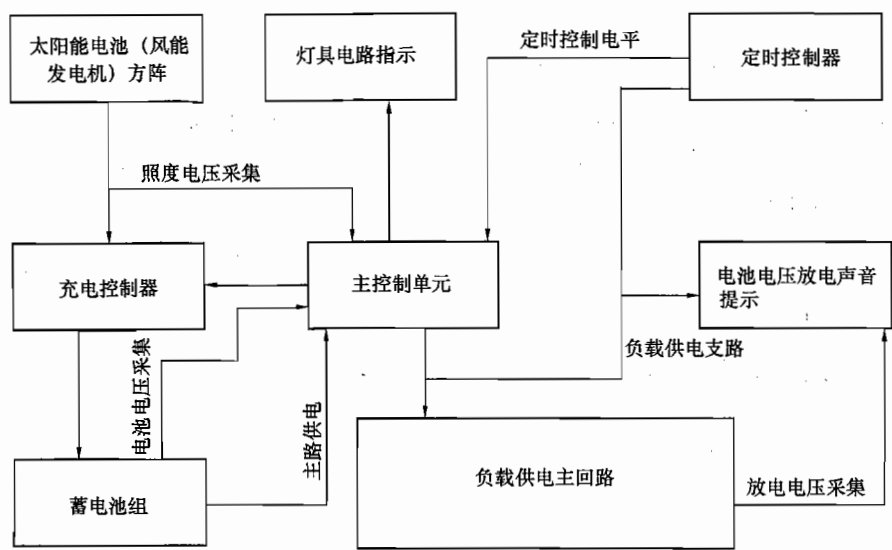 太阳能电池（风能
发电机）方阵
灯具电路指示
定时控制电平
定时控制器
照度电压采集
充电控制器
主控制单元
电池电压放电声音
提示
电池电压采集
主路供电
负载供电支路
蓄电池组
负载供电主回路
放电电压采集